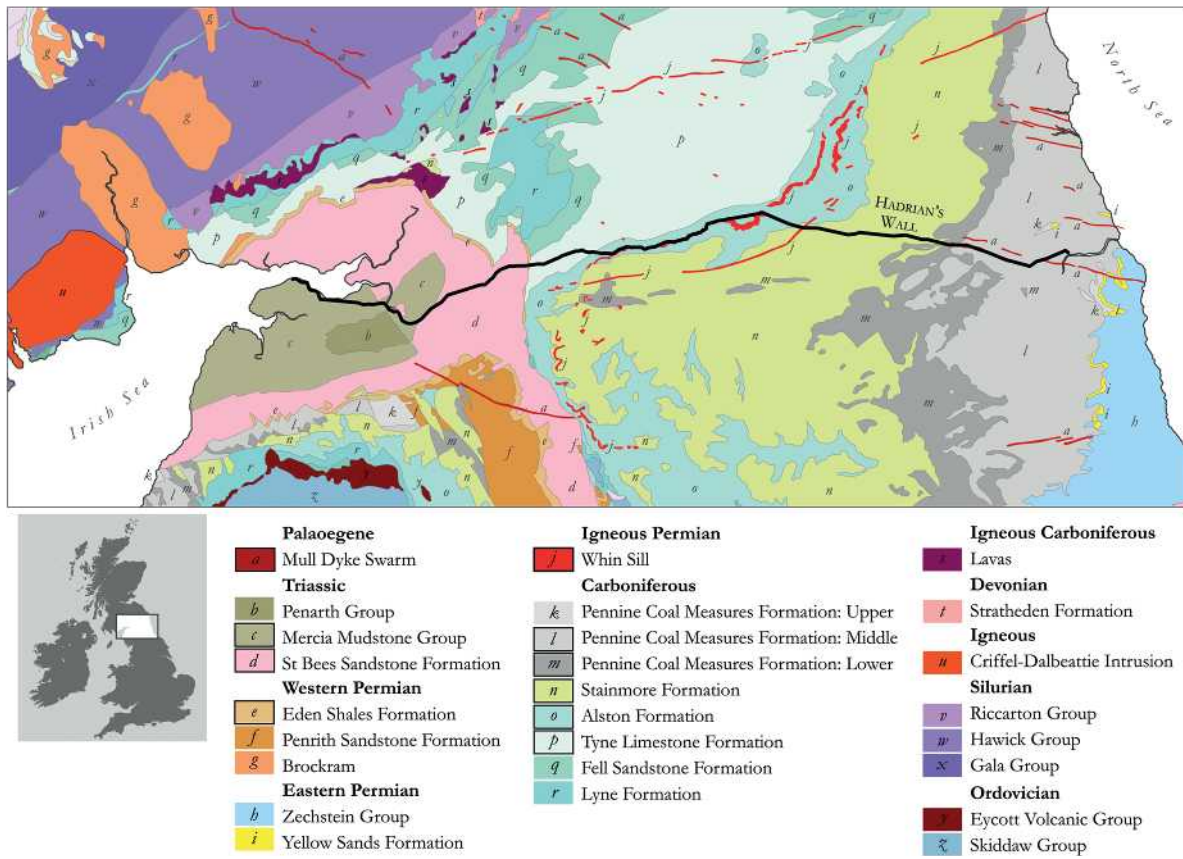 North Sea
HADRIAN'S
WALL
Irish Sea
Palaoegene
a Mull Dyke Swarm
Triassic
b Penarth Group
c Mercia Mudstone Group
d St Bees Sandstone Formation
Western Permian
e Eden Shales Formation
f Penrith Sandstone Formation
g Brockram
Eastern Permian
h Zechstein Group
i Yellow Sands Formation
Igneous Permian
j Whin Sill
Carboniferous
k Pennine Coal Measures Formation: Upper
l Pennine Coal Measures Formation: Middle
m Pennine Coal Measures Formation: Lower
n Stainmore Formation
o Alston Formation
p Tyne Limestone Formation
q Fell Sandstone Formation
r Lyne Formation
Igneous Carboniferous
s Lavas
Devonian
t Stratheden Formation
Igneous
u Criffel-Dalbeattie Intrusion
Silurian
v Riccarton Group
w Hawick Group
x Gala Group
Ordovician
y Eycott Volcanic Group
z Skiddaw Group